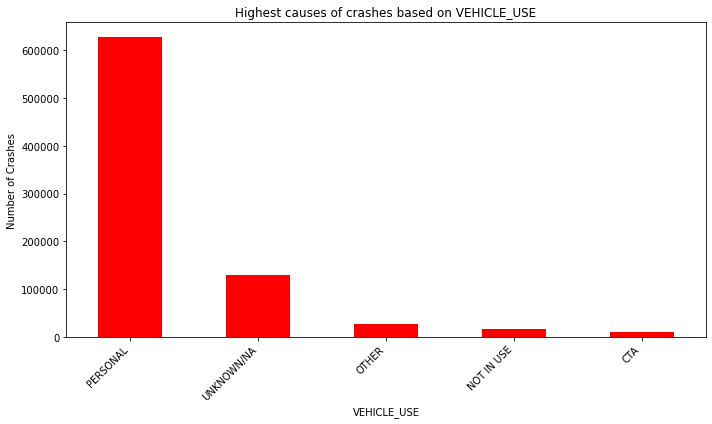 Highest causes of crashes based on VEHICLE_USE
Number of Crashes
600000
500000
400000
300000
200000
100000
0
PERSONAL
UNKNOWN/NA
OTHER
NOT IN USE
CTA
VEHICLE_USE